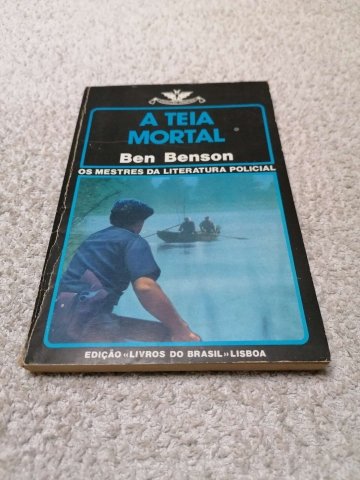 A TEIA
MORTAL
Ben Benson
OS MESTRES DA LITERATURA POLICIAL
EDIÇÃO «LIVROS DO BRASIL» LISBOA